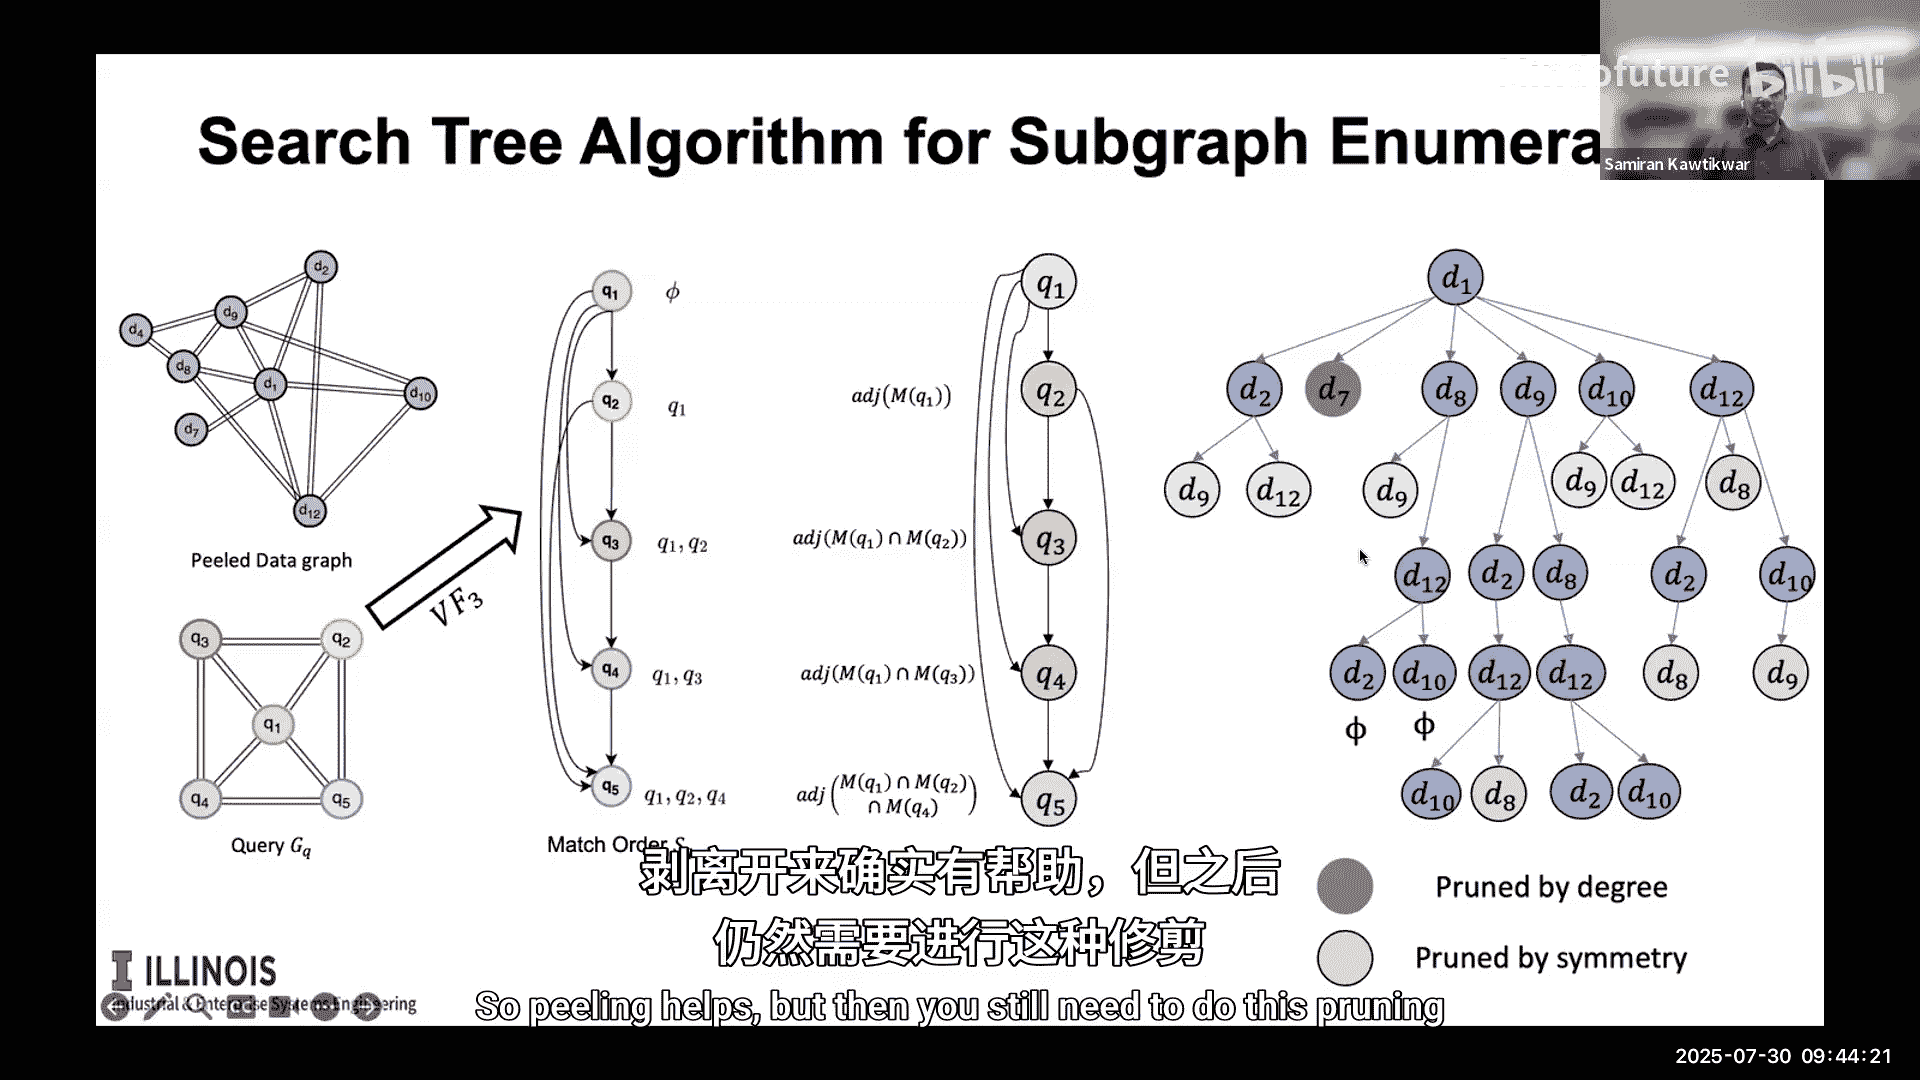 ofuture bilibili
Samiran Kawtikwar
Search Tree Algorithm for Subgraph Enumera
d2
d9
d4
d8
d1
d10
d7
d12
Peeled Data graph
VF3
q3 q2
q1
q4 q5
Query Gq
q1 ϕ
q2 q1
q3 q1, q2
q4 q1, q3
q5 q1, q2, q4
Match Order S
q1
adj(M(q1)) q2
adj(M(q1) ∩ M(q2)) q3
adj(M(q1) ∩ M(q3)) q4
adj(M(q1) ∩ M(q2) ∩ M(q4)) q5
d1
d2 d7 d8 d9 d10 d12
d9 d12 d9 d9 d12 d8
d12 d2 d8 d2 d10
d2 d10 d12 d12 d8 d9
ϕ ϕ
d10 d8 d2 d10
Pruned by degree
Pruned by symmetry
剥离开来确实有帮助，但之后
仍然需要进行这种修剪
So peeling helps, but then you still need to do this pruning
ILLINOIS
Industrial & Enterprise Systems Engineering
2025-07-30 09:44:21